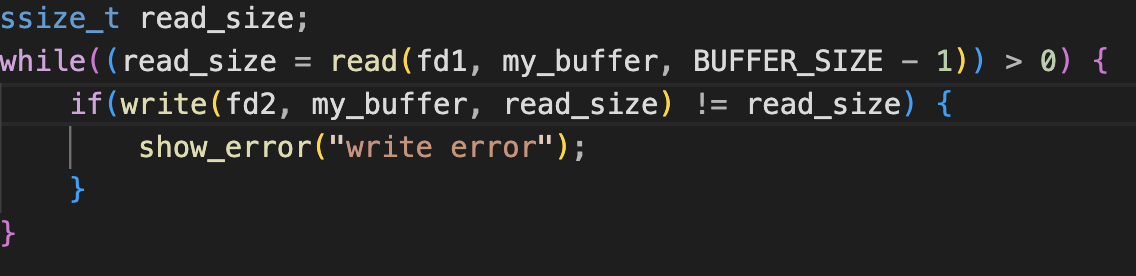 ssize_t read_size;
while((read_size = read(fd1, my_buffer, BUFFER_SIZE - 1)) > 0) {
    if(write(fd2, my_buffer, read_size) != read_size) {
        show_error("write error");
    }
}